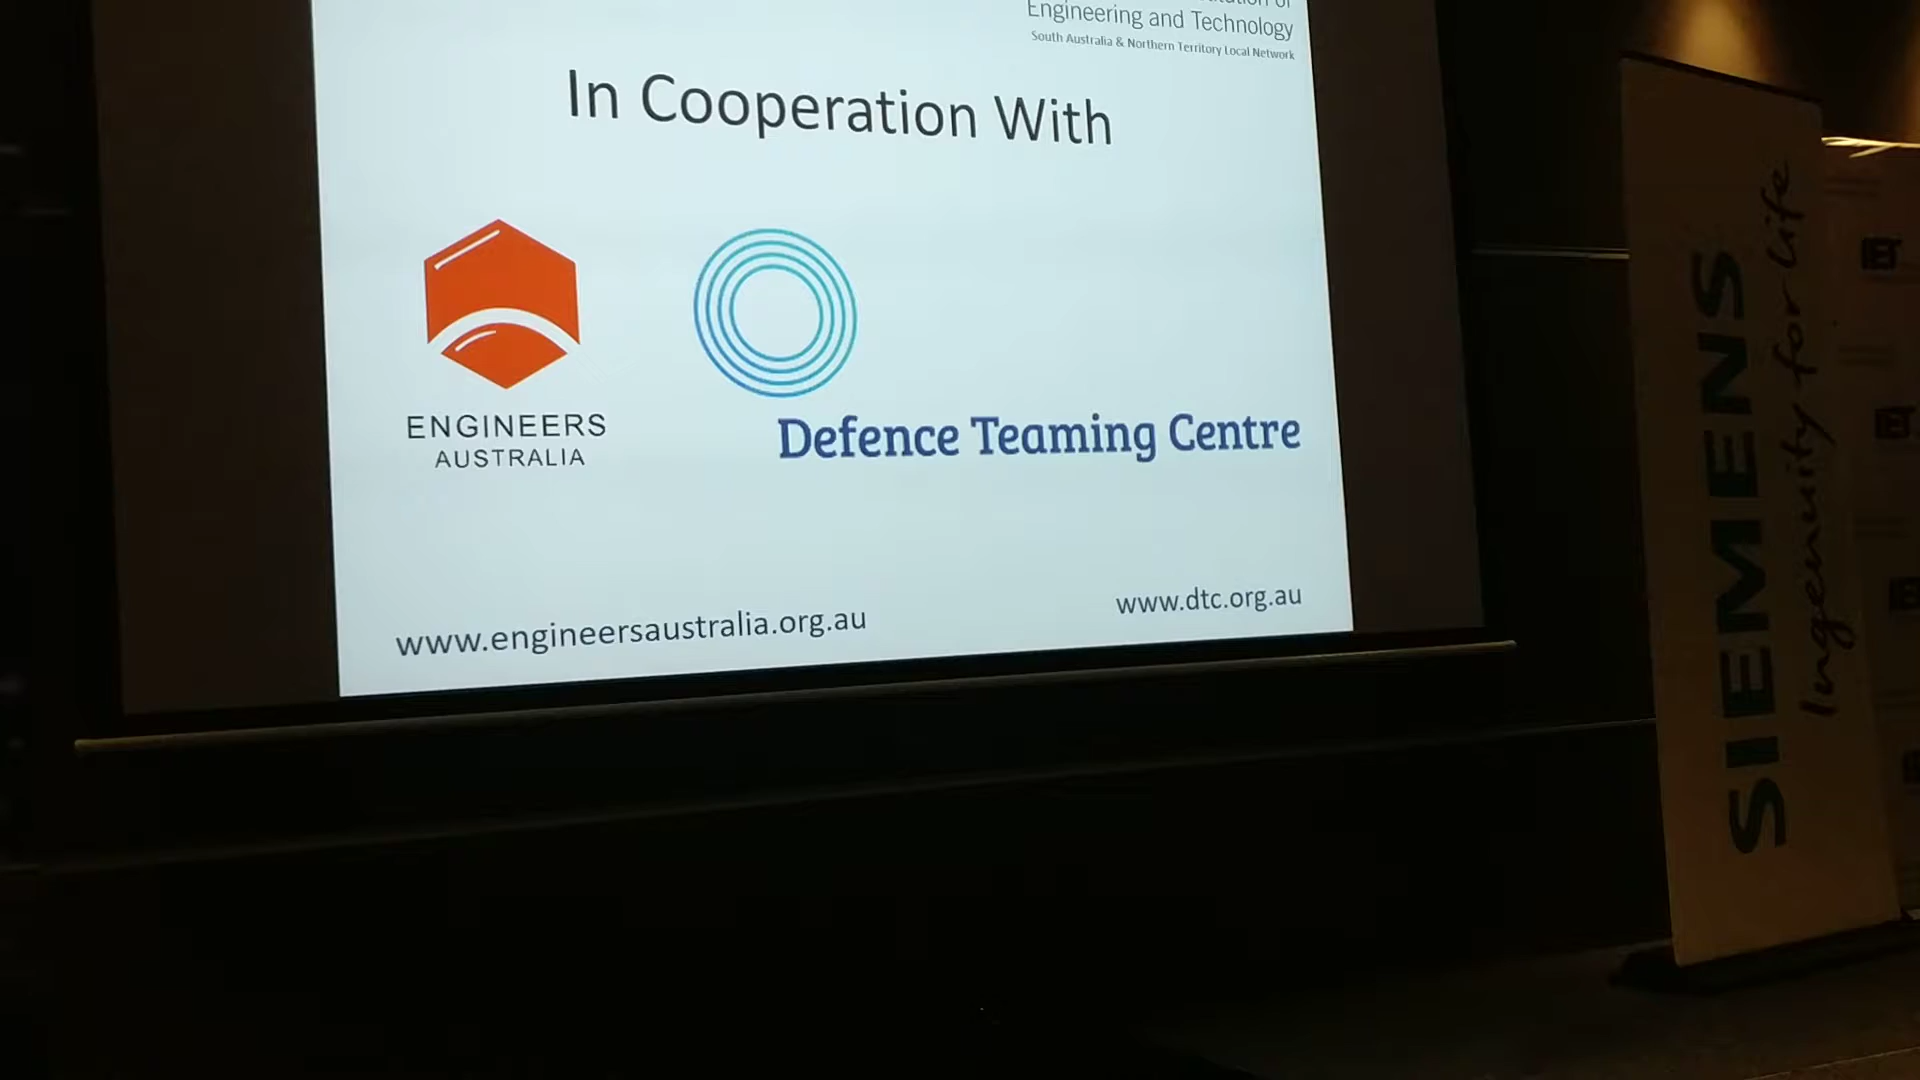 Engineering and Technology
South Australia & Northern Territory Local Network
In Cooperation With
ENGINEERS
AUSTRALIA
Defence Teaming Centre
www.engineersaustralia.org.au
www.dtc.org.au
SIEMENS
Ingenuity for life